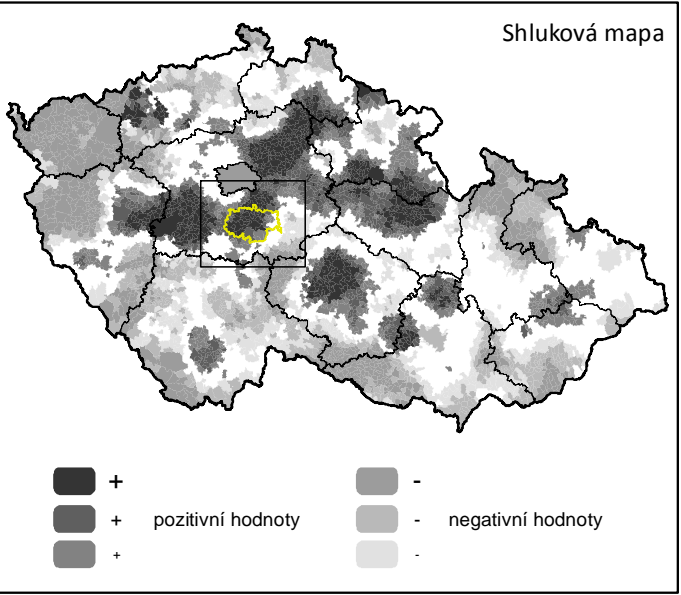 Shluková mapa
+ -
+ pozitivní hodnoty - negativní hodnoty
+ -